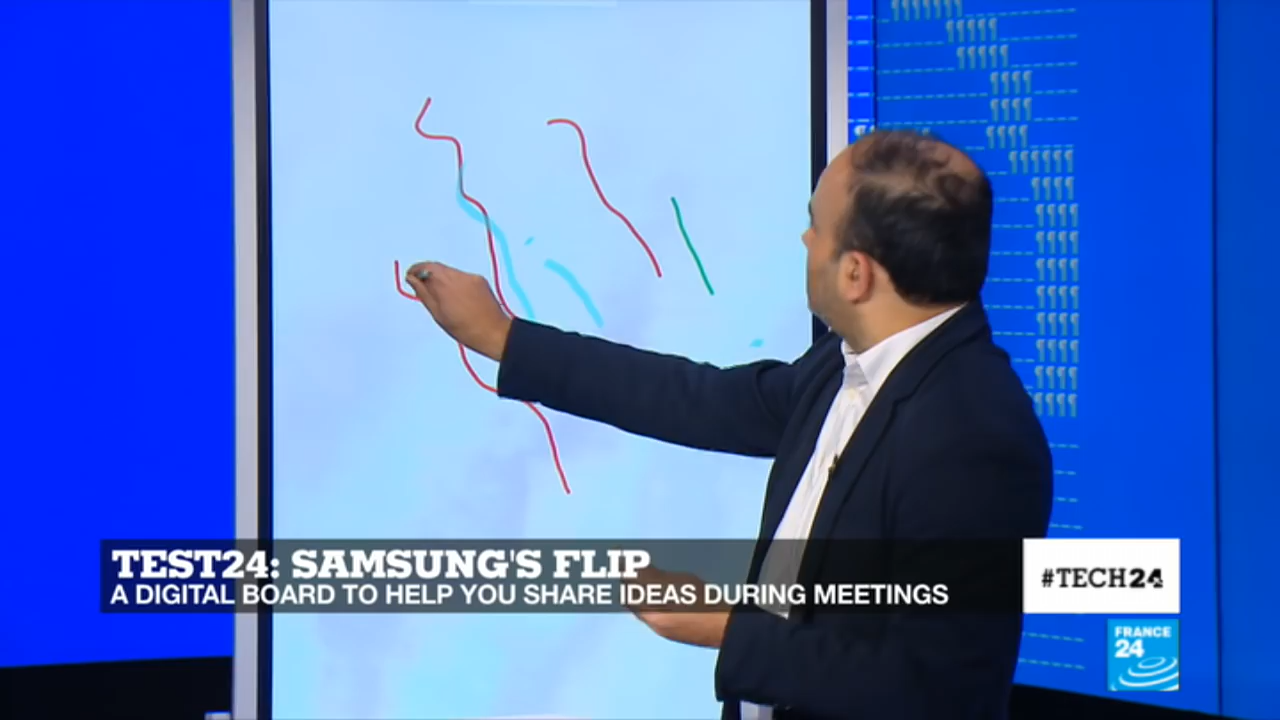 TEST24: SAMSUNG'S FLIP
A DIGITAL BOARD TO HELP YOU SHARE IDEAS DURING MEETINGS
#TECH24
FRANCE
24